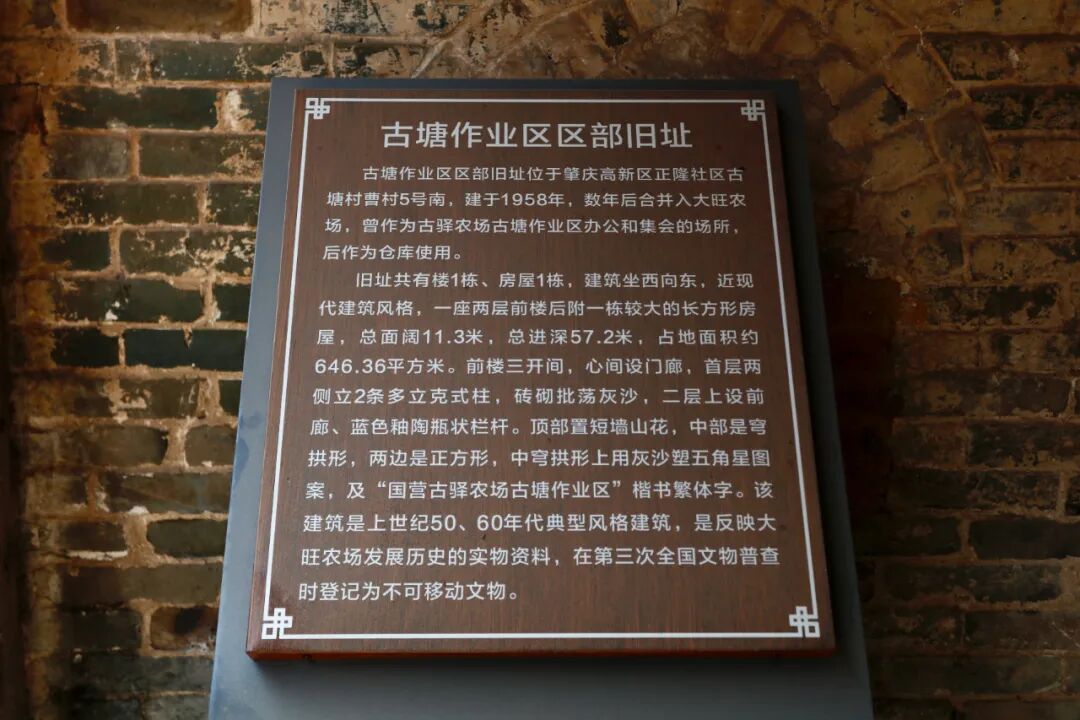 古塘作业区区部旧址
古塘作业区区部旧址位于肇庆高新区正隆社区古
塘村曹村5号南，建于1958年，数年后合并入大旺农
场，曾作为古驿农场古塘作业区办公和集会的场所，
后作为仓库使用。
旧址共有楼1栋、房屋1栋，建筑坐西向东，近现
代建筑风格，一座两层前楼后附一栋较大的长方形房
屋，总面阔11.3米，总进深57.2米，占地面积约
646.36平方米。前楼三开间，心间设门廊，首层两
侧立2条多立克式柱，砖砌批荡灰沙，二层上设前
廊、蓝色釉陶瓶状栏杆。顶部置短墙山花，中部是穹
拱形，两边是正方形，中穹拱形上用灰沙塑五角星图
案，及“国营古驿农场古塘作业区”楷书繁体字。该
建筑是上世纪50、60年代典型风格建筑，是反映大
旺农场发展历史的实物资料，在第三次全国文物普查
时登记为不可移动文物。